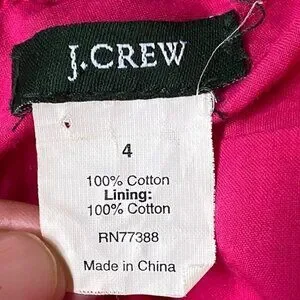 J.CREW
4
100% Cotton
Lining:
100% Cotton
RN77388
Made in China